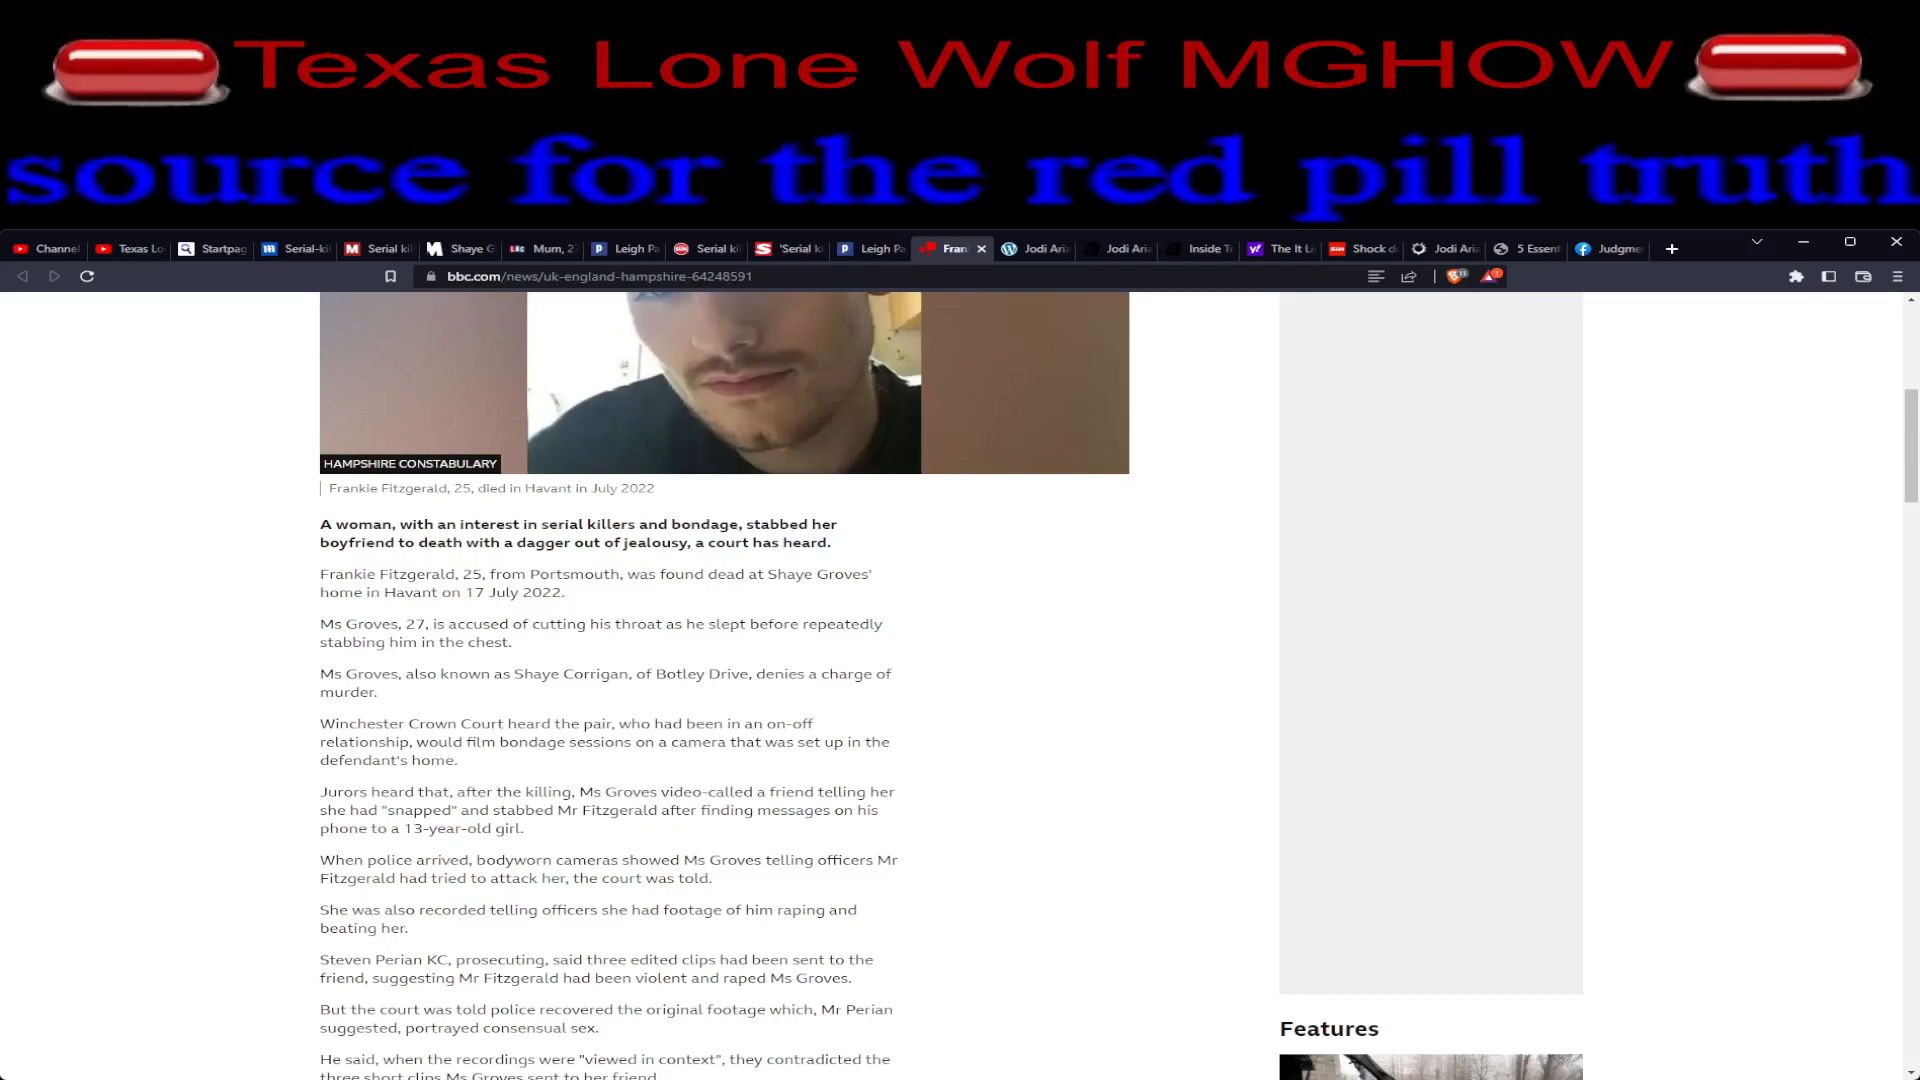 Texas Lone Wolf MGHOW
source for the red pill truth
Channel Texas Lo Startpag Serial-kil Serial kil Shaye G Mum, 27 Leigh Pa Serial kil 'Serial ki Leigh Pa Fran Jodi Aria Jodi Aria Inside Tr The It Li Shock de Jodi Aria 5 Essent Judgme
bbc.com/news/uk-england-hampshire-64248591
HAMPSHIRE CONSTABULARY
Frankie Fitzgerald, 25, died in Havant in July 2022
A woman, with an interest in serial killers and bondage, stabbed her
boyfriend to death with a dagger out of jealousy, a court has heard.
Frankie Fitzgerald, 25, from Portsmouth, was found dead at Shaye Groves'
home in Havant on 17 July 2022.
Ms Groves, 27, is accused of cutting his throat as he slept before repeatedly
stabbing him in the chest.
Ms Groves, also known as Shaye Corrigan, of Botley Drive, denies a charge of
murder.
Winchester Crown Court heard the pair, who had been in an on-off
relationship, would film bondage sessions on a camera that was set up in the
defendant's home.
Jurors heard that, after the killing, Ms Groves video-called a friend telling her
she had "snapped" and stabbed Mr Fitzgerald after finding messages on his
phone to a 13-year-old girl.
When police arrived, bodyworn cameras showed Ms Groves telling officers Mr
Fitzgerald had tried to attack her, the court was told.
She was also recorded telling officers she had footage of him raping and
beating her.
Steven Perian KC, prosecuting, said three edited clips had been sent to the
friend, suggesting Mr Fitzgerald had been violent and raped Ms Groves.
But the court was told police recovered the original footage which, Mr Perian
suggested, portrayed consensual sex.
He said, when the recordings were "viewed in context", they contradicted the
three short clips Ms Groves sent to her friend.
Features